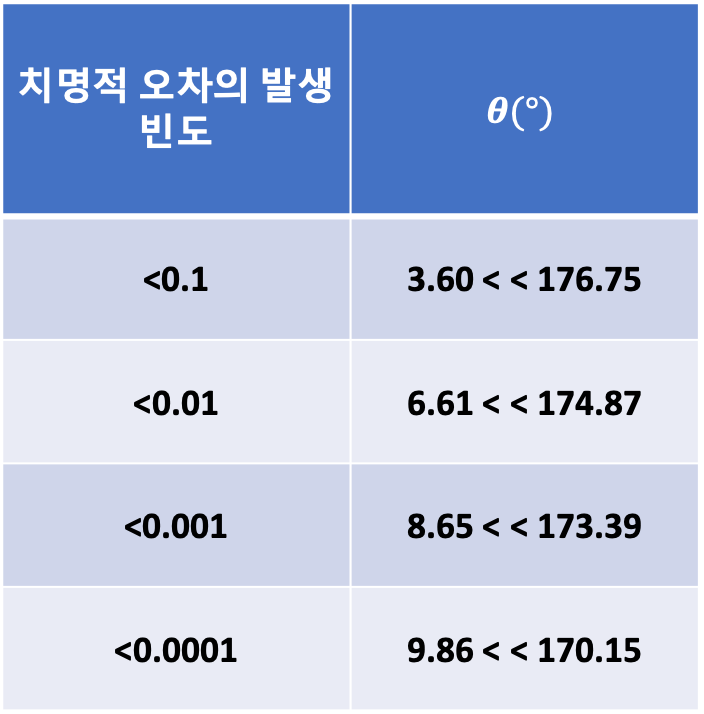 치명적 오차의 발생
빈도
θ(°)
<0.1
3.60 < < 176.75
<0.01
6.61 < < 174.87
<0.001
8.65 < < 173.39
<0.0001
9.86 < < 170.15